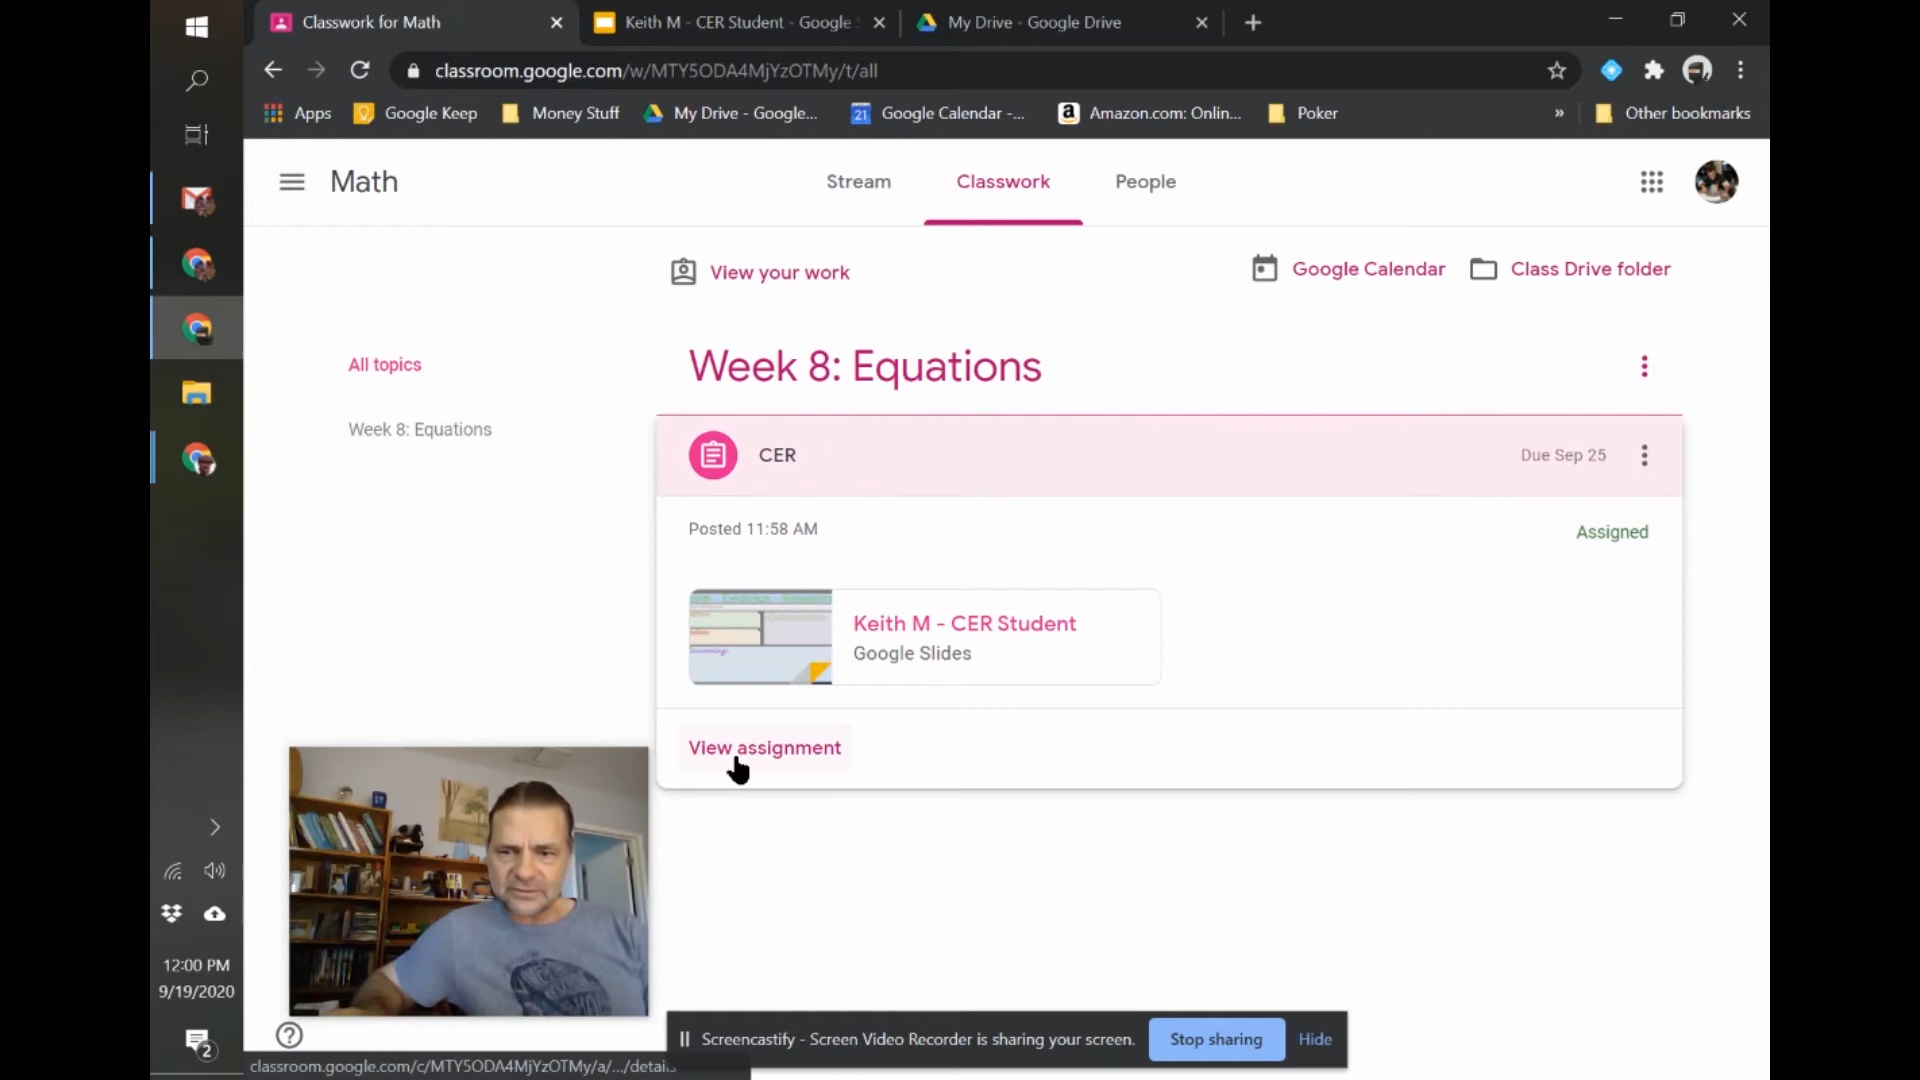 Classwork for Math
Keith M - CER Student - Google S
My Drive - Google Drive
classroom.google.com/w/MTY5ODA4MjYzOTMy/t/all
Apps
Google Keep
Money Stuff
My Drive - Google...
21
Google Calendar -...
a
Amazon.com: Onlin...
Poker
»
Other bookmarks
Math
Stream
Classwork
People
View your work
Google Calendar
Class Drive folder
All topics
Week 8: Equations
Week 8: Equations
CER
Due Sep 25
Posted 11:58 AM
Assigned
Keith M - CER Student
Google Slides
View assignment
12:00 PM
9/19/2020
2
Screencastify - Screen Video Recorder is sharing your screen.
Stop sharing
Hide
classroom.google.com/c/MTY5ODA4MjYzOTMy/a/.../details